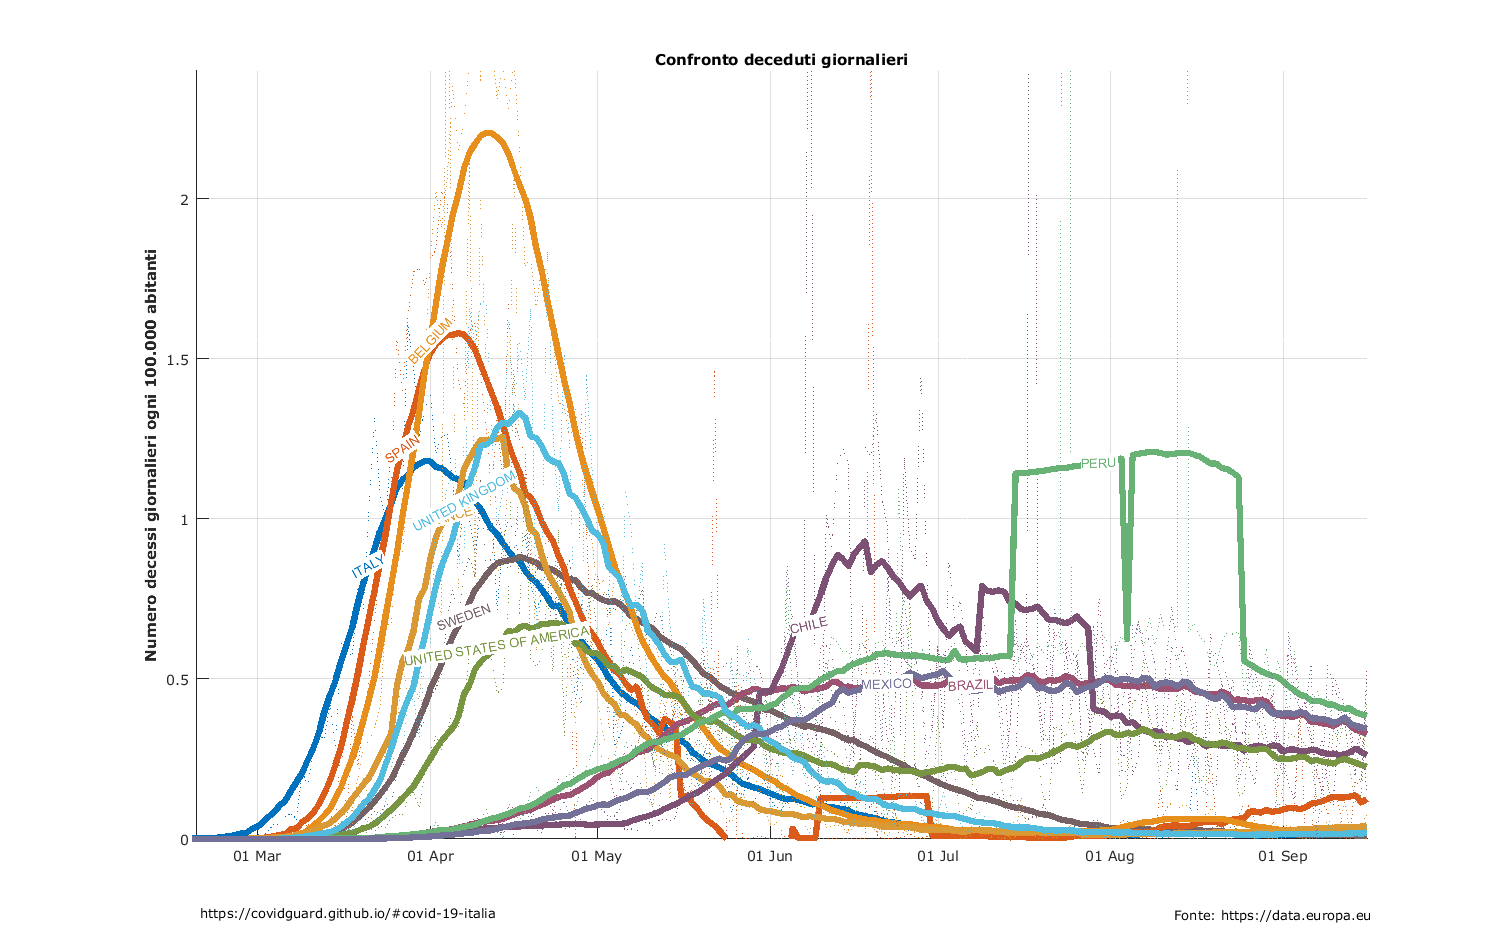 Confronto deceduti giornalieri
Numero decessi giornalieri ogni 100.000 abitanti
2
1.5
1
0.5
0
BELGIUM
SPAIN
ITALY
UNITED KINGDOM
NCE
SWEDEN
UNITED STATES OF AMERICA
CHILE
MEXICO
BRAZIL
PERU
01 Mar
01 Apr
01 May
01 Jun
01 Jul
01 Aug
01 Sep
https://covidguard.github.io/#covid-19-italia
Fonte: https://data.europa.eu